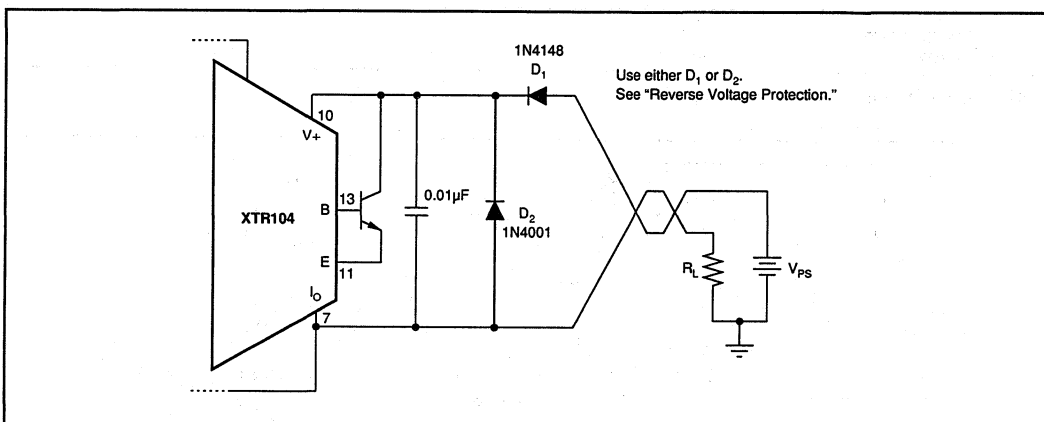 1N4148
D1
Use either D1 or D2.
See "Reverse Voltage Protection."
10
V+
XTR104
B
13
0.01µF
D2
1N4001
E
11
IO
7
RL
VPS